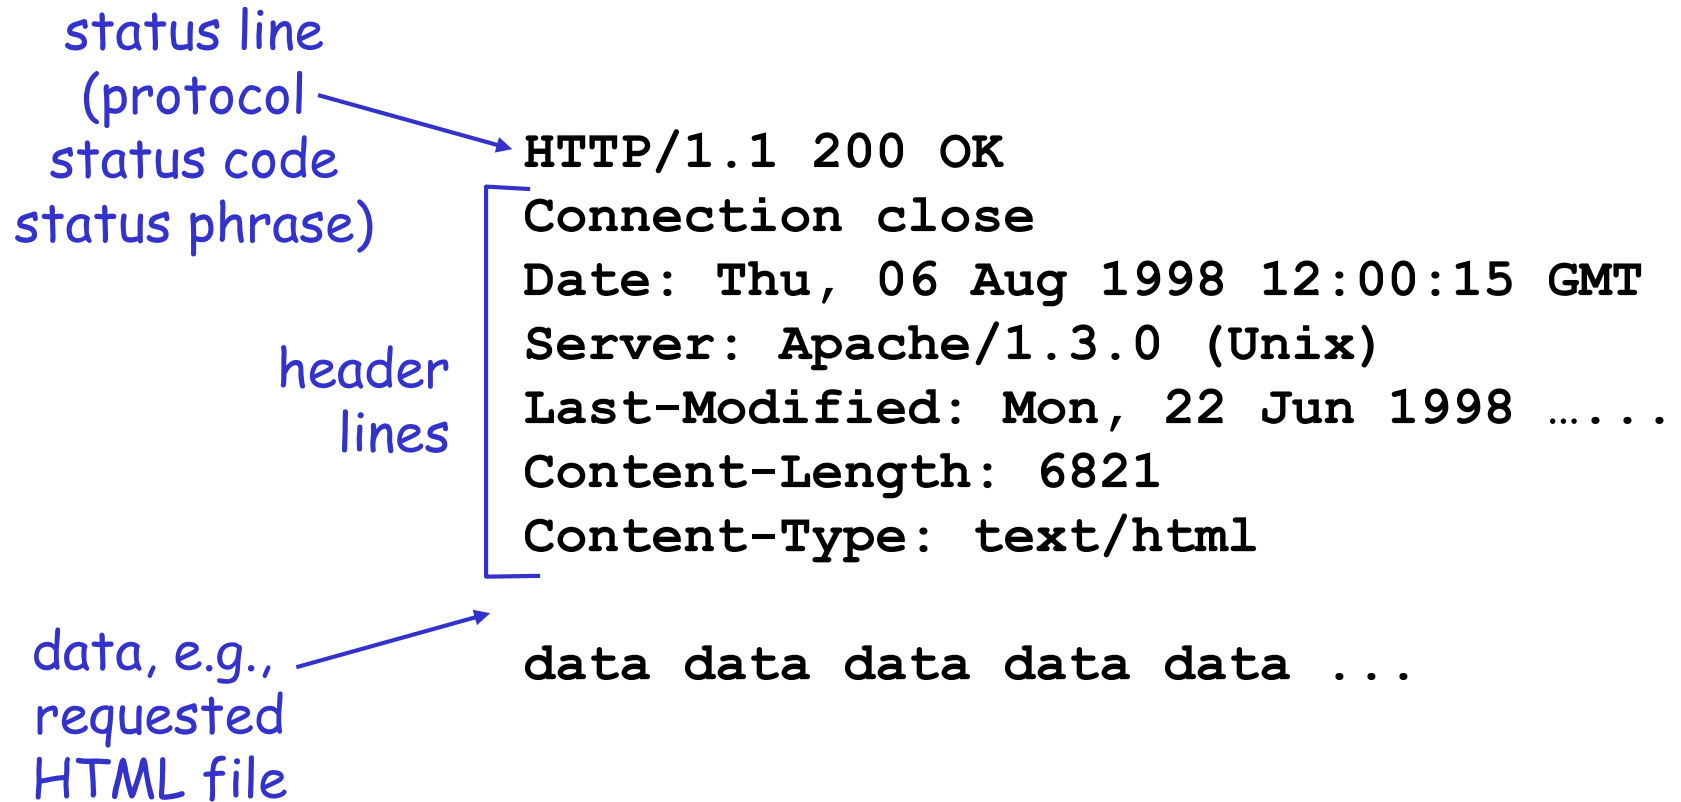 status line
(protocol
status code
status phrase)
HTTP/1.1 200 OK
Connection close
Date: Thu, 06 Aug 1998 12:00:15 GMT
Server: Apache/1.3.0 (Unix)
Last-Modified: Mon, 22 Jun 1998 …...
Content-Length: 6821
Content-Type: text/html
header
lines
data, e.g.,
requested
HTML file
data data data data data ...